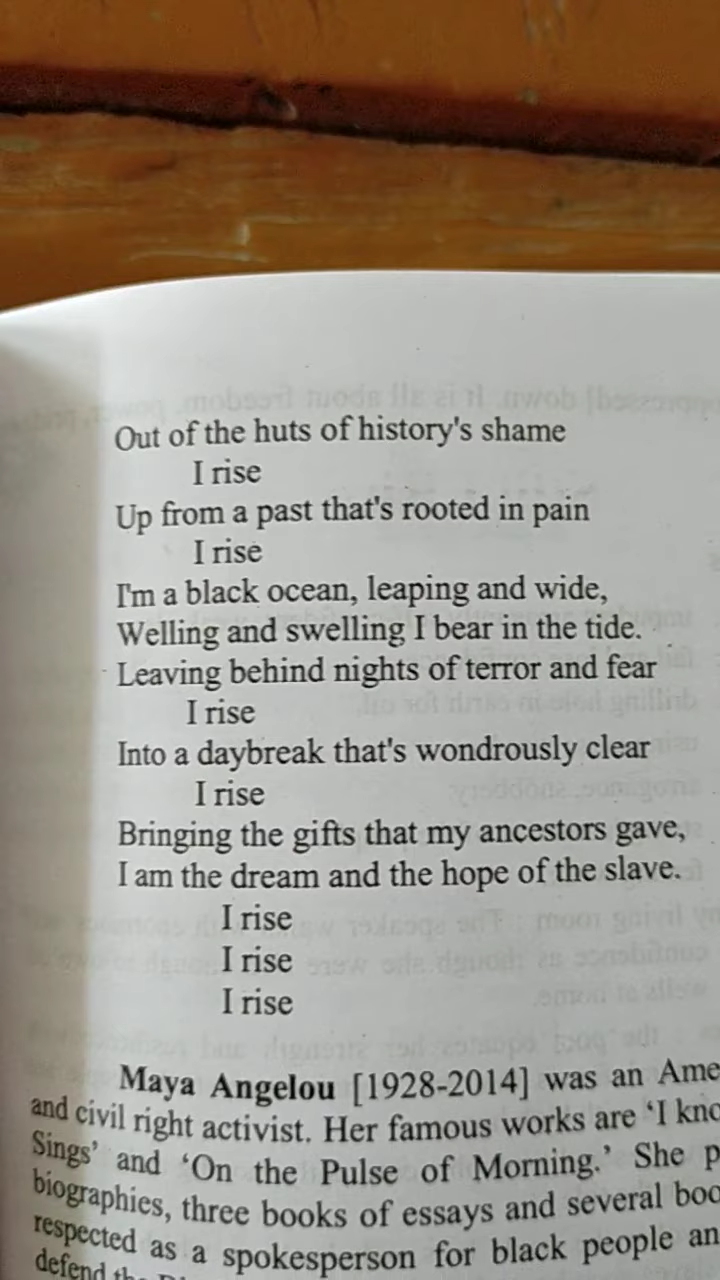 Out of the huts of history's shame
I rise
Up from a past that's rooted in pain
I rise
I'm a black ocean, leaping and wide,
Welling and swelling I bear in the tide.
Leaving behind nights of terror and fear
I rise
Into a daybreak that's wondrously clear
I rise
Bringing the gifts that my ancestors gave,
I am the dream and the hope of the slave.
I rise
I rise
I rise
Maya Angelou [1928-2014] was an Ame
and civil right activist. Her famous works are 'I kno
Sings' and 'On the Pulse of Morning.' She p
biographies, three books of essays and several boo
respected as a spokesperson for black people an
defend